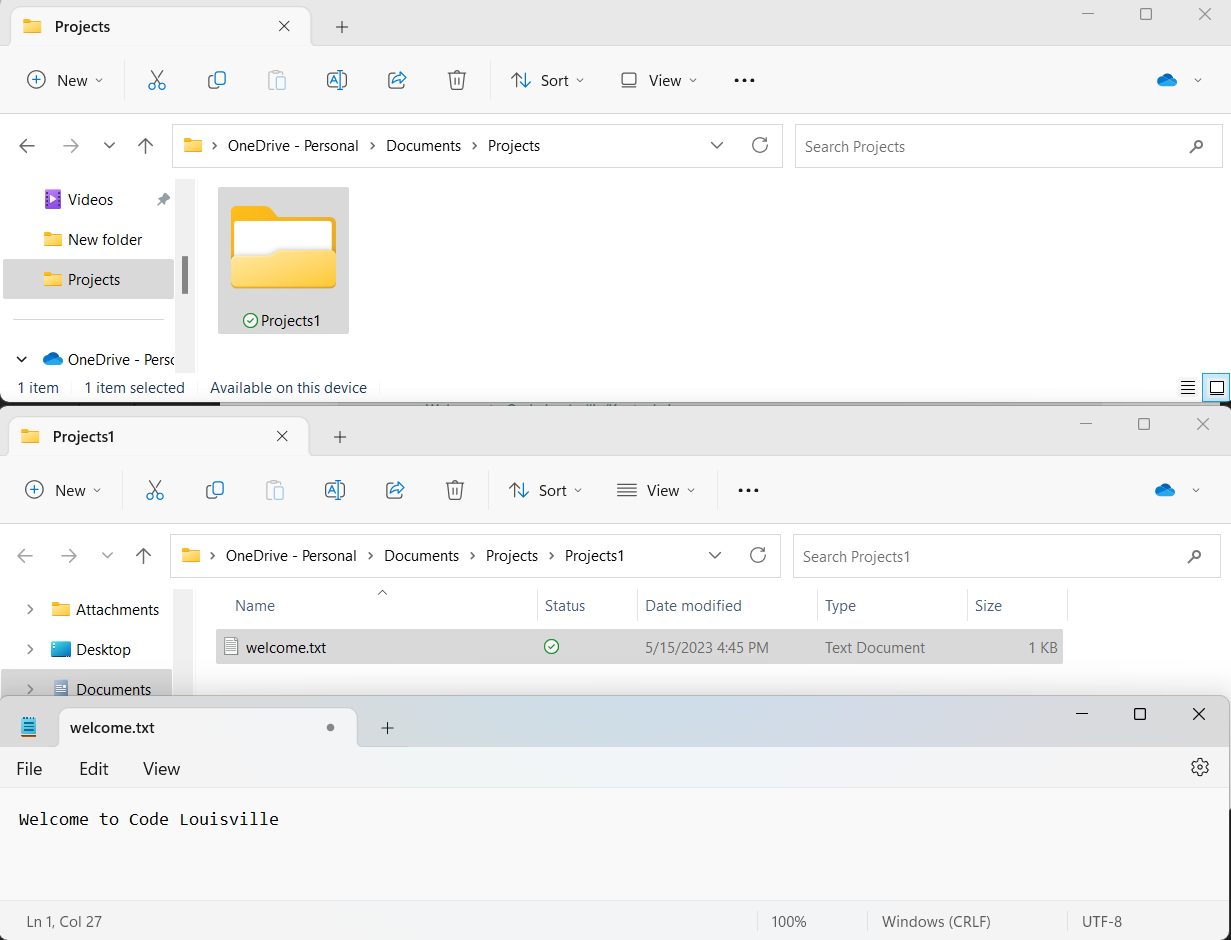 Projects
New
Sort
View
OneDrive - Personal > Documents > Projects
Search Projects
Videos
New folder
Projects
Projects1
OneDrive - Perso
1 item 1 item selected Available on this device
Projects1
New
Sort
View
OneDrive - Personal > Documents > Projects > Projects1
Search Projects1
Attachments
Desktop
Documents
Name Status Date modified Type Size
welcome.txt 5/15/2023 4:45 PM Text Document 1 KB
welcome.txt
File Edit View
Welcome to Code Louisville
Ln 1, Col 27 100% Windows (CRLF) UTF-8